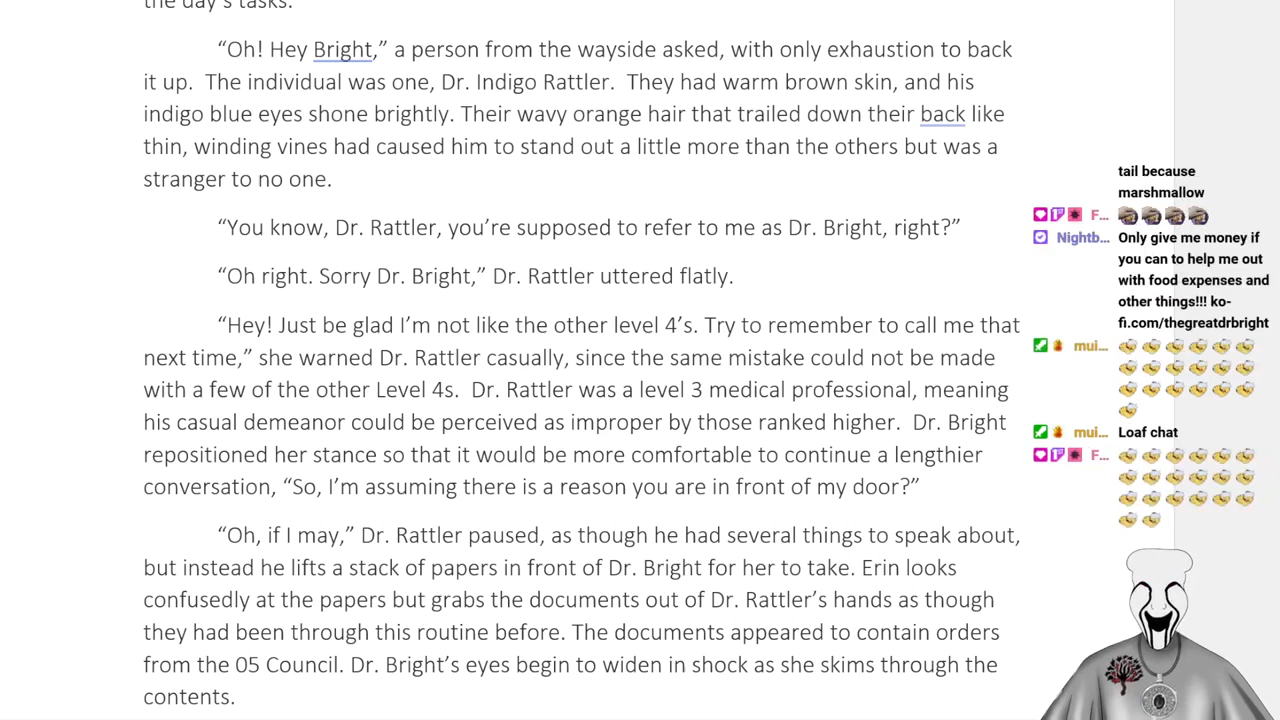 the day's tasks.
“Oh! Hey Bright,” a person from the wayside asked, with only exhaustion to back
it up.  The individual was one, Dr. Indigo Rattler.  They had warm brown skin, and his
indigo blue eyes shone brightly. Their wavy orange hair that trailed down their back like
thin, winding vines had caused him to stand out a little more than the others but was a
stranger to no one.
“You know, Dr. Rattler, you’re supposed to refer to me as Dr. Bright, right?”
“Oh right. Sorry Dr. Bright,” Dr. Rattler uttered flatly.
“Hey! Just be glad I’m not like the other level 4’s. Try to remember to call me that
next time,” she warned Dr. Rattler casually, since the same mistake could not be made
with a few of the other Level 4s.  Dr. Rattler was a level 3 medical professional, meaning
his casual demeanor could be perceived as improper by those ranked higher.  Dr. Bright
repositioned her stance so that it would be more comfortable to continue a lengthier
conversation, “So, I’m assuming there is a reason you are in front of my door?”
“Oh, if I may,” Dr. Rattler paused, as though he had several things to speak about,
but instead he lifts a stack of papers in front of Dr. Bright for her to take. Erin looks
confusedly at the papers but grabs the documents out of Dr. Rattler’s hands as though
they had been through this routine before. The documents appeared to contain orders
from the 05 Council. Dr. Bright’s eyes begin to widen in shock as she skims through the
contents.
tail because
marshmallow
F...
Nightb... Only give me money if
you can to help me out
with food expenses and
other things!!! ko-
fi.com/thegreatdrbright
mui...
mui... Loaf chat
F...